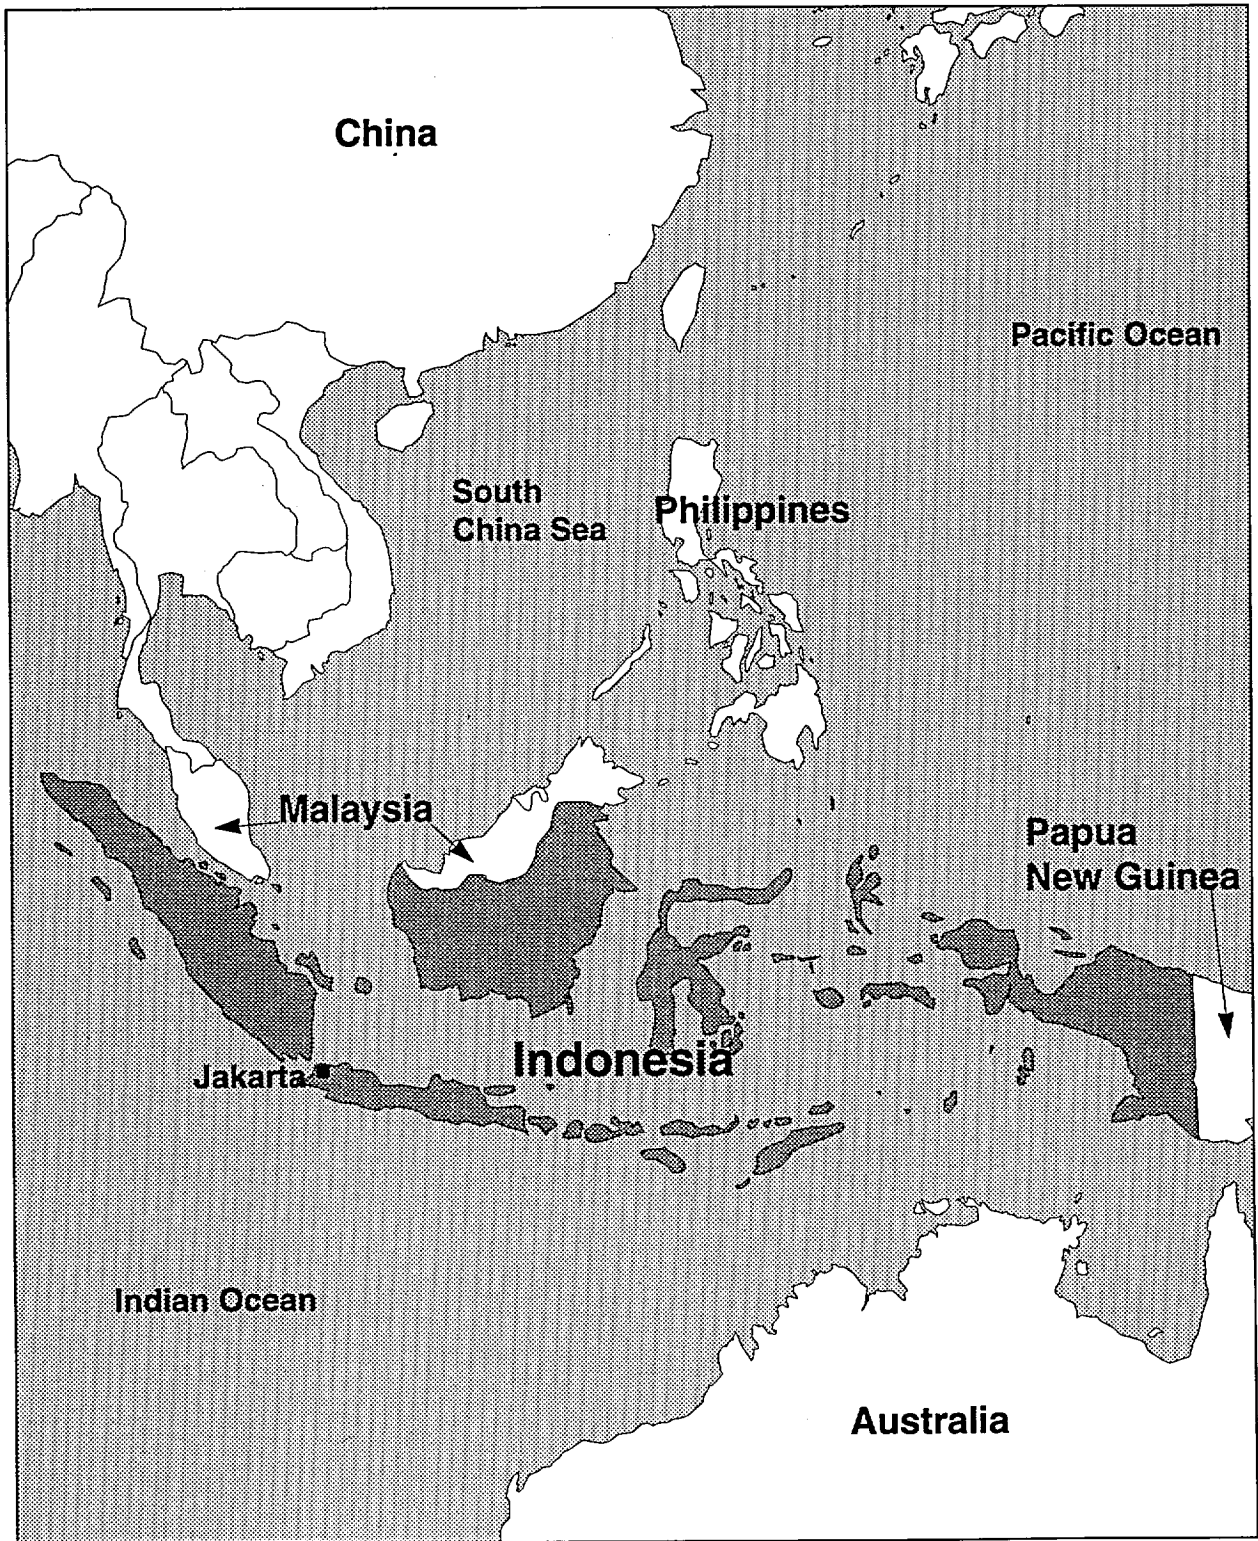 China
Pacific Ocean
South
China Sea
Philippines
Malaysia
Papua
New Guinea
Indonesia
Jakarta
Indian Ocean
Australia